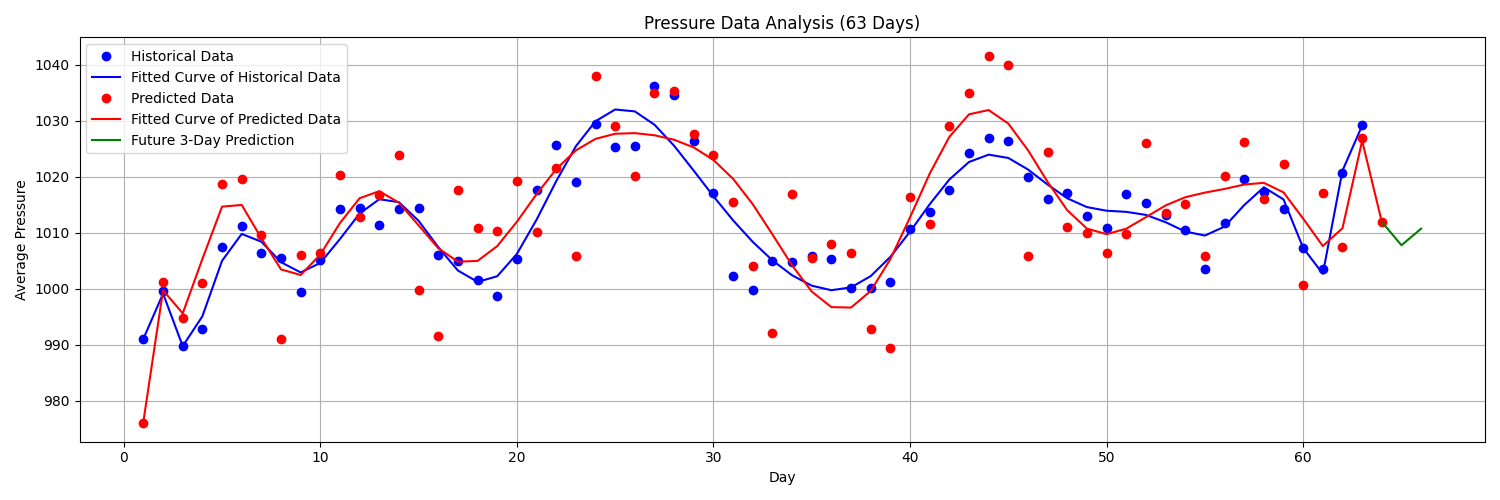 Pressure Data Analysis (63 Days)
Historical Data
Fitted Curve of Historical Data
Predicted Data
Fitted Curve of Predicted Data
Future 3-Day Prediction
Average Pressure
1040
1030
1020
1010
1000
990
980
0 10 20 30 40 50 60
Day